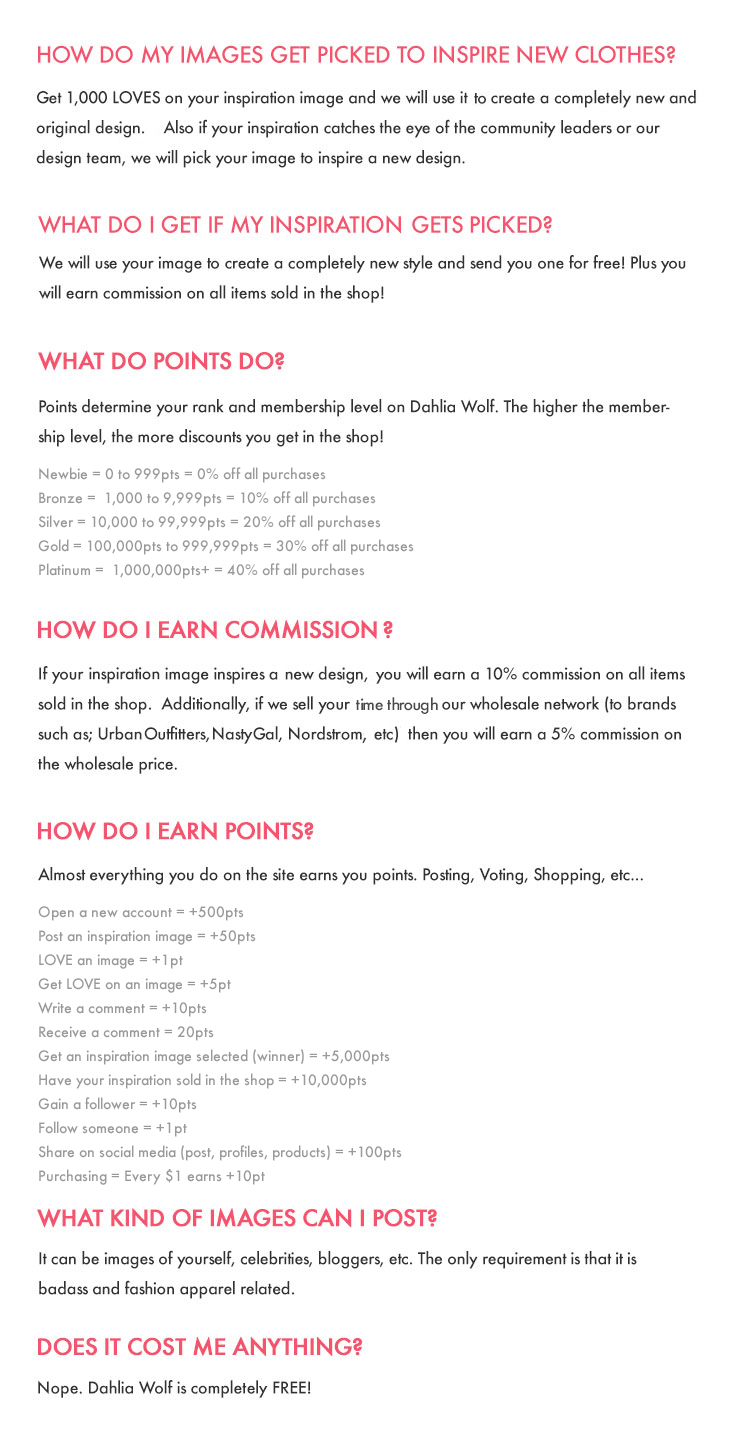 HOW DO MY IMAGES GET PICKED TO INSPIRE NEW CLOTHES?
Get 1,000 LOVES on your inspiration image and we will use it to create a completely new and
original design. Also if your inspiration catches the eye of the community leaders or our
design team, we will pick your image to inspire a new design.
WHAT DO I GET IF MY INSPIRATION GETS PICKED?
We will use your image to create a completely new style and send you one for free! Plus you
will earn commission on all items sold in the shop!
WHAT DO POINTS DO?
Points determine your rank and membership level on Dahlia Wolf. The higher the member-
ship level, the more discounts you get in the shop!
Newbie = 0 to 999pts = 0% off all purchases
Bronze = 1,000 to 9,999pts = 10% off all purchases
Silver = 10,000 to 99,999pts = 20% off all purchases
Gold = 100,000pts to 999,999pts = 30% off all purchases
Platinum = 1,000,000pts+ = 40% off all purchases
HOW DO I EARN COMMISSION ?
If your inspiration image inspires a new design, you will earn a 10% commission on all items
sold in the shop. Additionally, if we sell your time through our wholesale network (to brands
such as; Urban Outfitters, NastyGal, Nordstrom, etc) then you will earn a 5% commission on
the wholesale price.
HOW DO I EARN POINTS?
Almost everything you do on the site earns you points. Posting, Voting, Shopping, etc...
Open a new account = +500pts
Post an inspiration image = +50pts
LOVE an image = +1pt
Get LOVE on an image = +5pt
Write a comment = +10pts
Receive a comment = 20pts
Get an inspiration image selected (winner) = +5,000pts
Have your inspiration sold in the shop = +10,000pts
Gain a follower = +10pts
Follow someone = +1pt
Share on social media (post, profiles, products) = +100pts
Purchasing = Every $1 earns +10pt
WHAT KIND OF IMAGES CAN I POST?
It can be images of yourself, celebrities, bloggers, etc. The only requirement is that it is
badass and fashion apparel related.
DOES IT COST ME ANYTHING?
Nope. Dahlia Wolf is completely FREE!